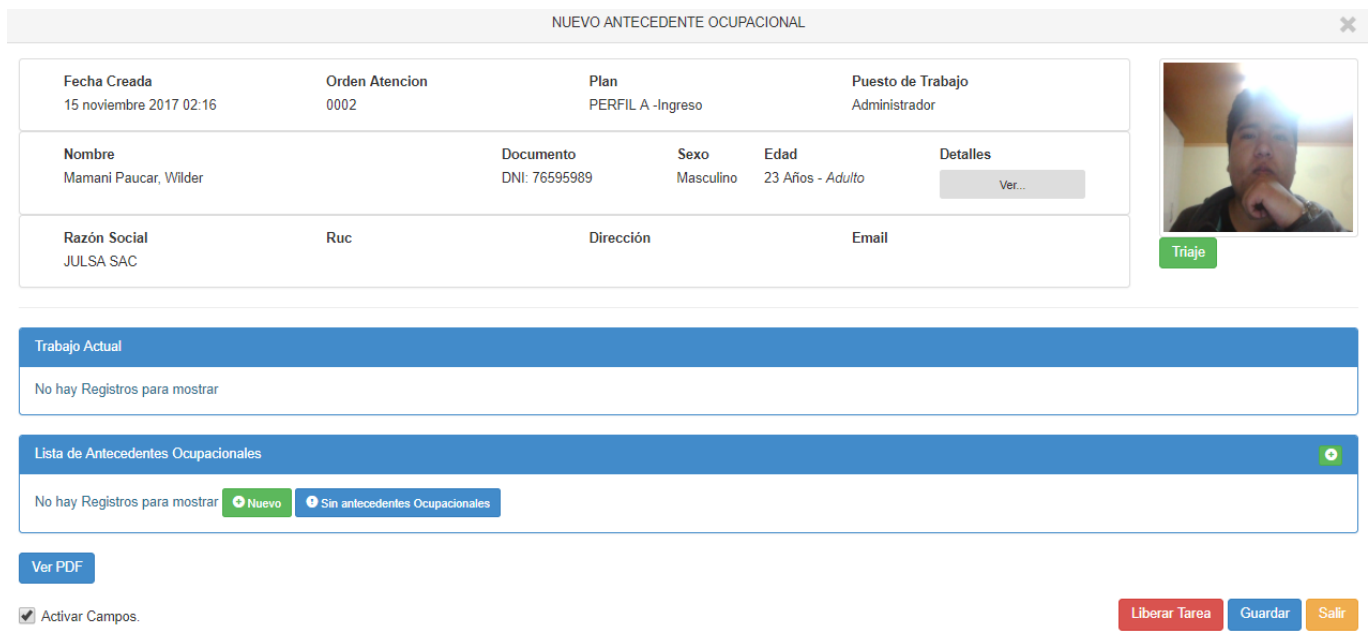 NUEVO ANTECEDENTE OCUPACIONAL
Fecha Creada Orden Atencion Plan Puesto de Trabajo
15 noviembre 2017 02:16 0002 PERFIL A -Ingreso Administrador
Nombre Documento Sexo Edad Detalles
Mamani Paucar, Wilder DNI: 76595989 Masculino 23 Años - Adulto Ver...
Razón Social Ruc Dirección Email
JULSA SAC
Triaje
Trabajo Actual
No hay Registros para mostrar
Lista de Antecedentes Ocupacionales
No hay Registros para mostrar Nuevo Sin antecedentes Ocupacionales
Ver PDF
Activar Campos. Liberar Tarea Guardar Salir